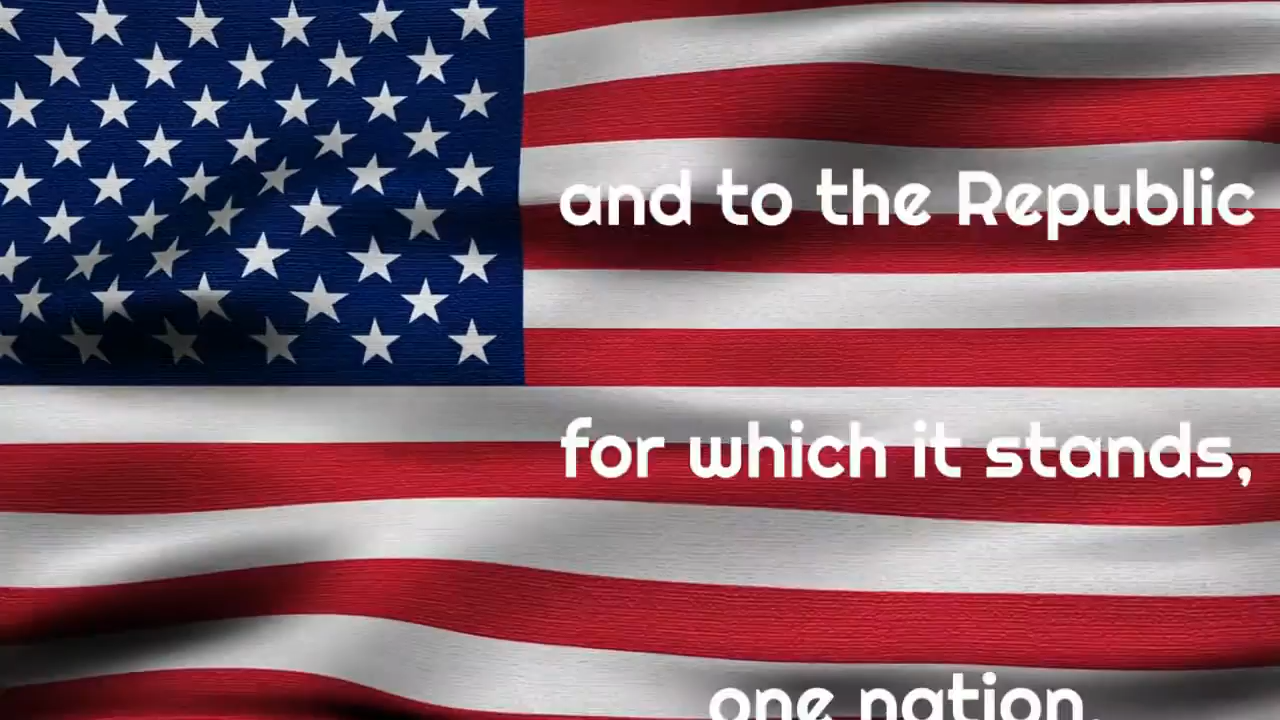 and to the Republic
for which it stands,
one nation